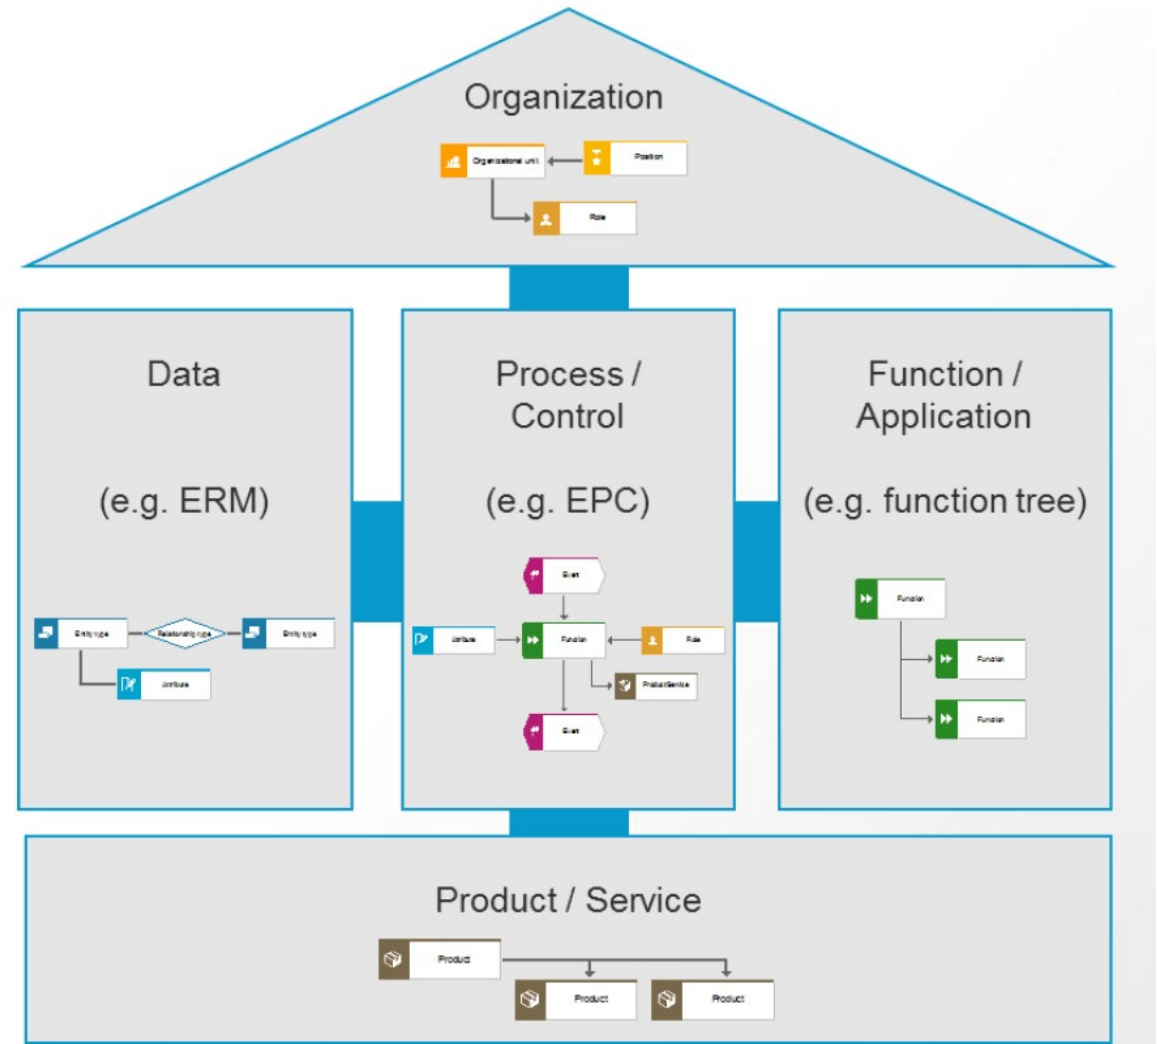 Organization
Organizational unit
Position
Role
Data
(e.g. ERM)
Entity type
Relationship type
Entity type
Attribute
Process /
Control
(e.g. EPC)
Event
Attribute
Function
Role
Product/Service
Event
Function /
Application
(e.g. function tree)
Function
Function
Function
Product / Service
Product
Product
Product